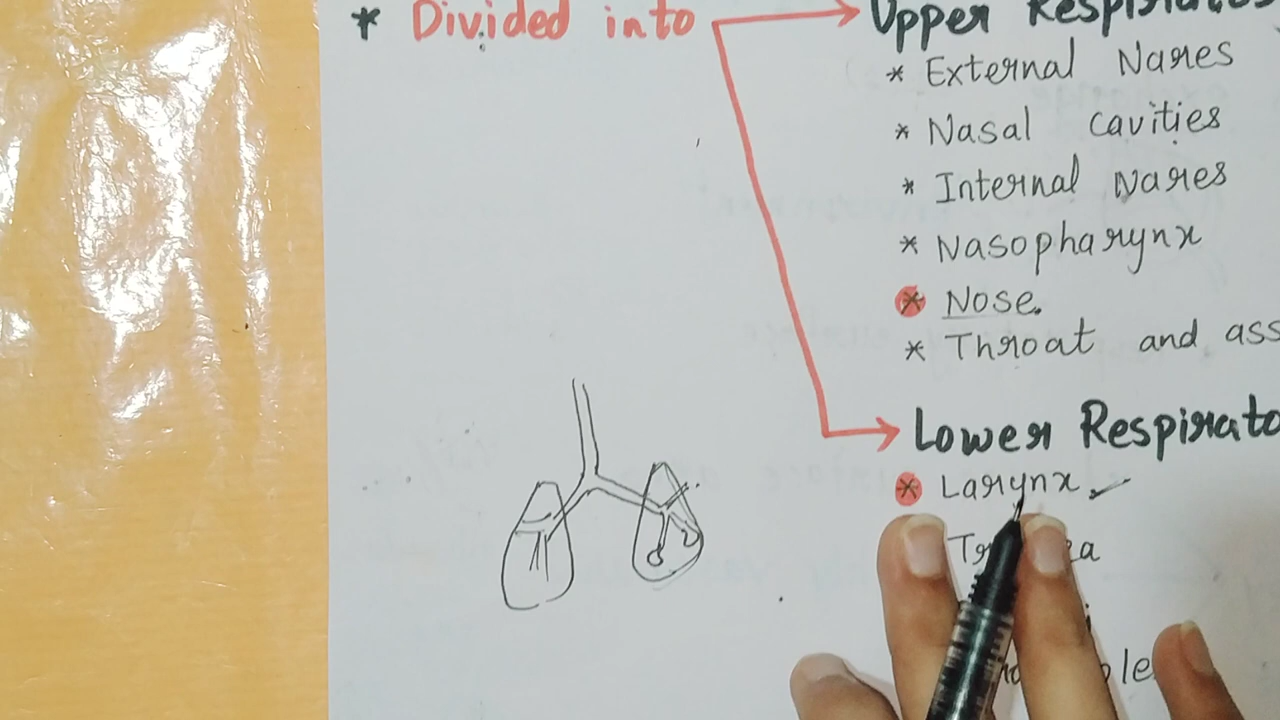 * Divided into
Upper
* External Nares
* Nasal cavities
* Internal Nares
* Nasopharynx
* Nose.
* Throat and
Lower
* Larynx